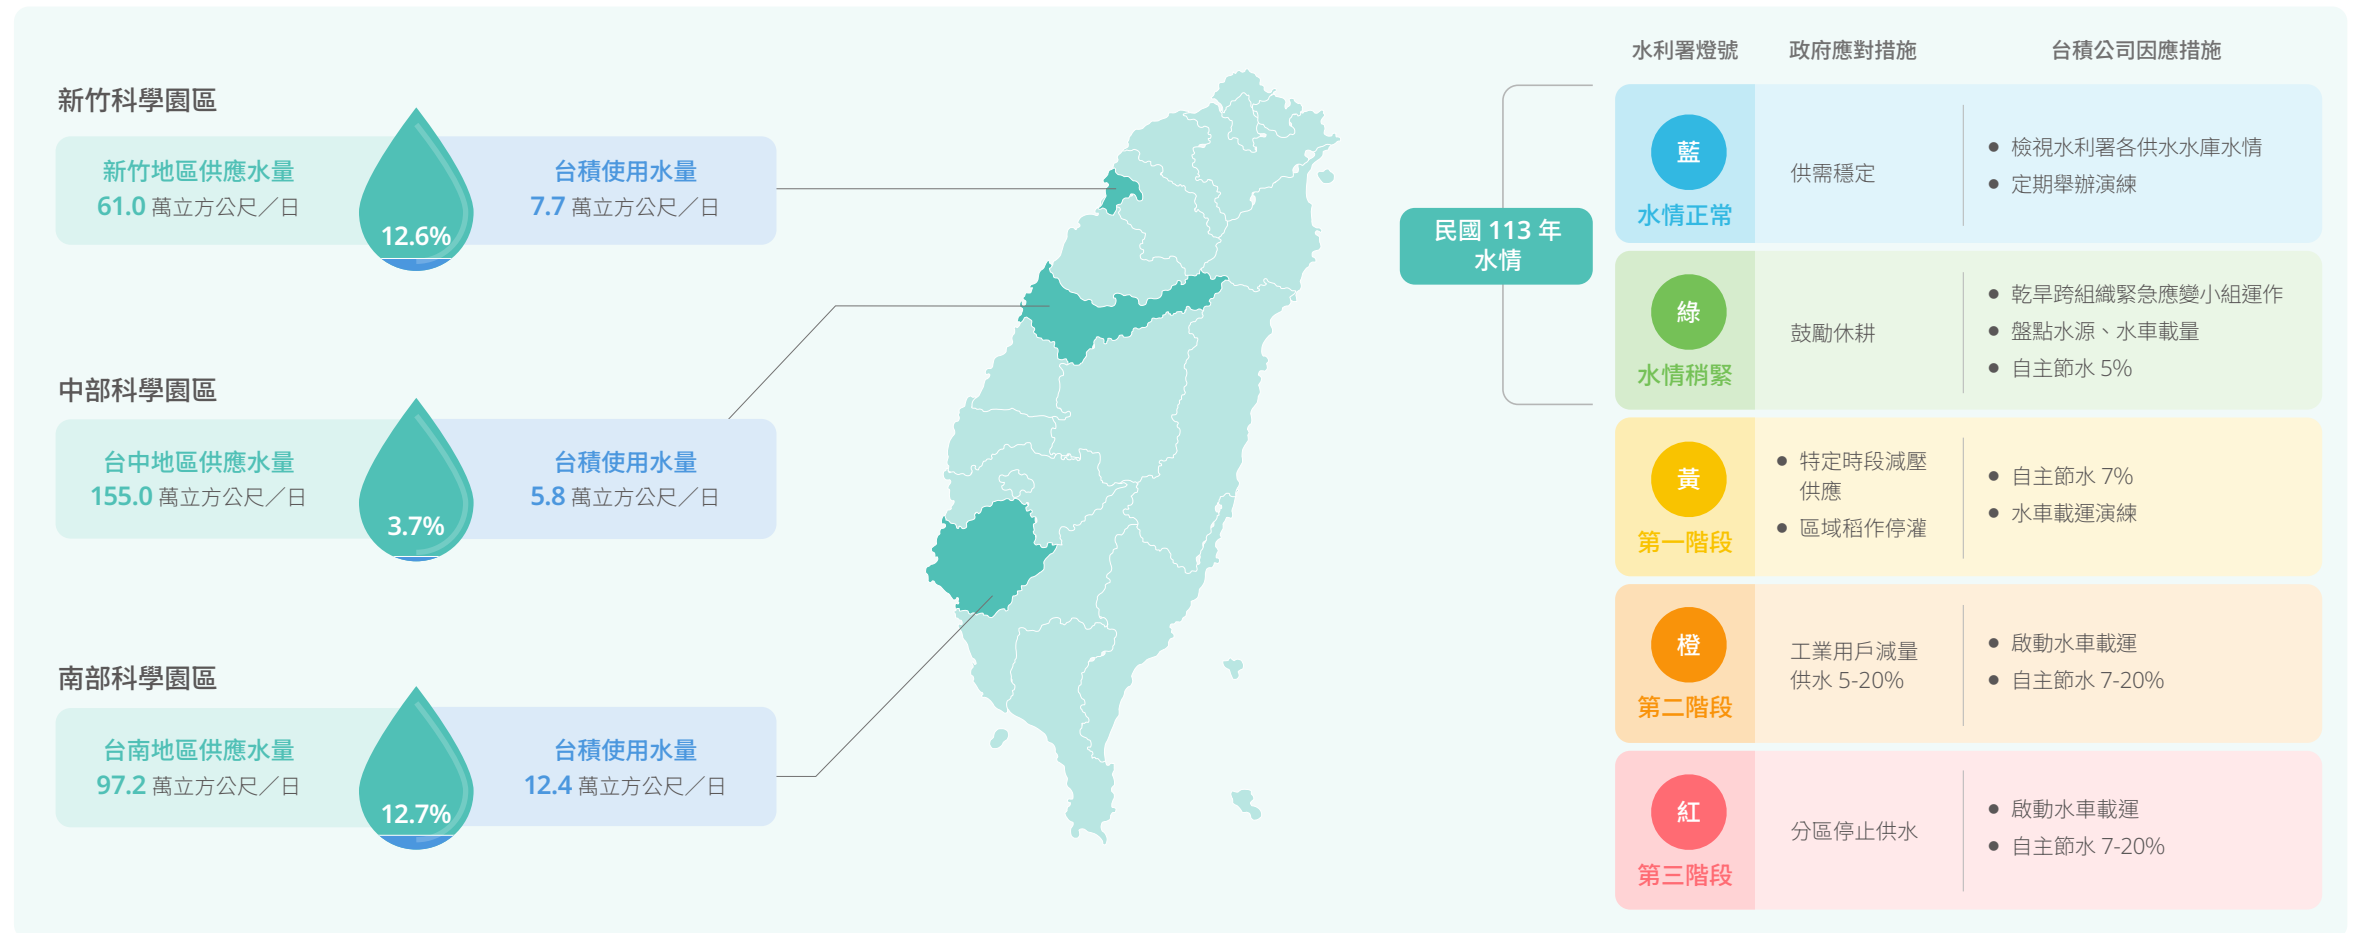 新竹科學園區
新竹地區供應水量
61.0 萬立方公尺／日
12.6%
台積使用水量
7.7 萬立方公尺／日
中部科學園區
台中地區供應水量
155.0 萬立方公尺／日
3.7%
台積使用水量
5.8 萬立方公尺／日
南部科學園區
台南地區供應水量
97.2 萬立方公尺／日
12.7%
台積使用水量
12.4 萬立方公尺／日
民國 113 年
水情
水利署燈號
政府應對措施
台積公司因應措施
藍
水情正常
供需穩定
● 檢視水利署各供水水庫水情
● 定期舉辦演練
綠
水情稍緊
鼓勵休耕
● 乾旱跨組織緊急應變小組運作
● 盤點水源、水車載量
● 自主節水 5%
黃
第一階段
● 特定時段減壓
供應
● 區域稻作停灌
● 自主節水 7%
● 水車載運演練
橙
第二階段
工業用戶減量
供水 5-20%
● 啟動水車載運
● 自主節水 7-20%
紅
第三階段
分區停止供水
● 啟動水車載運
● 自主節水 7-20%